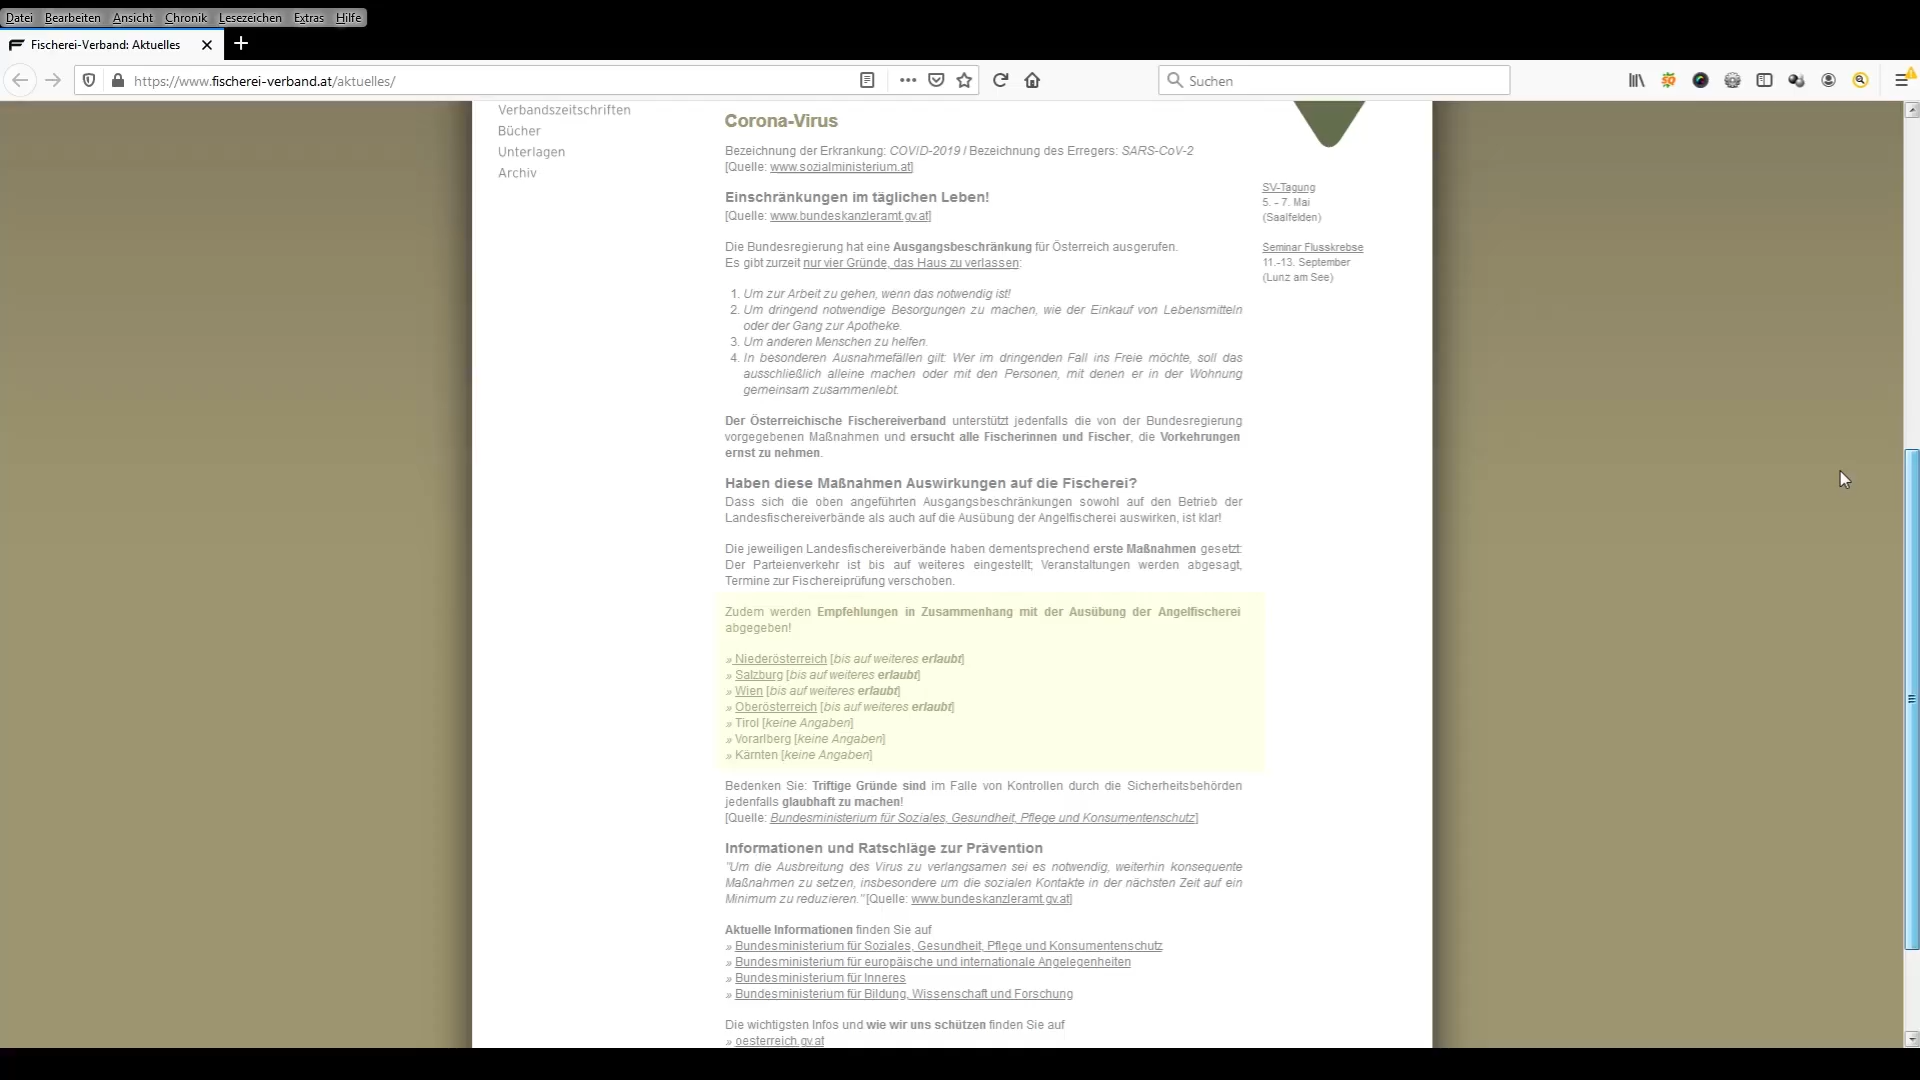 Datei Bearbeiten Ansicht Chronik Lesezeichen Extras Hilfe
Fischerei-Verband: Aktuelles
https://www.fischerei-verband.at/aktuelles/
Suchen
Verbandszeitschriften
Bücher
Unterlagen
Archiv
Corona-Virus
Bezeichnung der Erkrankung: COVID-2019 I Bezeichnung des Erregers: SARS-CoV-2
[Quelle: www.sozialministerium.at]
Einschränkungen im täglichen Leben!
[Quelle: www.bundeskanzleramt.gv.at]
Die Bundesregierung hat eine Ausgangsbeschränkung für Österreich ausgerufen.
Es gibt zurzeit nur vier Gründe, das Haus zu verlassen:
1. Um zur Arbeit zu gehen, wenn das notwendig ist!
2. Um dringend notwendige Besorgungen zu machen, wie der Einkauf von Lebensmitteln
oder der Gang zur Apotheke.
3. Um anderen Menschen zu helfen.
4. In besonderen Ausnahmefällen gilt: Wer im dringenden Fall ins Freie möchte, soll das
ausschließlich alleine machen oder mit den Personen, mit denen er in der Wohnung
gemeinsam zusammenlebt.
Der Österreichische Fischereiverband unterstützt jedenfalls die von der Bundesregierung
vorgegebenen Maßnahmen und ersucht alle Fischerinnen und Fischer, die Vorkehrungen
ernst zu nehmen.
Haben diese Maßnahmen Auswirkungen auf die Fischerei?
Dass sich die oben angeführten Ausgangsbeschränkungen sowohl auf den Betrieb der
Landesfischereiverbände als auch auf die Ausübung der Angelfischerei auswirken, ist klar!
Die jeweiligen Landesfischereiverbände haben dementsprechend erste Maßnahmen gesetzt:
Der Parteienverkehr ist bis auf weiteres eingestellt; Veranstaltungen werden abgesagt,
Termine zur Fischereiprüfung verschoben.
Zudem werden Empfehlungen in Zusammenhang mit der Ausübung der Angelfischerei
abgegeben!
» Niederösterreich [bis auf weiteres erlaubt]
» Salzburg [bis auf weiteres erlaubt]
» Wien [bis auf weiteres erlaubt]
» Oberösterreich [bis auf weiteres erlaubt]
» Tirol [keine Angaben]
» Vorarlberg [keine Angaben]
» Kärnten [keine Angaben]
Bedenken Sie: Triftige Gründe sind im Falle von Kontrollen durch die Sicherheitsbehörden
jedenfalls glaubhaft zu machen!
[Quelle: Bundesministerium für Soziales, Gesundheit, Pflege und Konsumentenschutz]
Informationen und Ratschläge zur Prävention
"Um die Ausbreitung des Virus zu verlangsamen sei es notwendig, weiterhin konsequente
Maßnahmen zu setzen, insbesondere um die sozialen Kontakte in der nächsten Zeit auf ein
Minimum zu reduzieren." [Quelle: www.bundeskanzleramt.gv.at]
Aktuelle Informationen finden Sie auf
» Bundesministerium für Soziales, Gesundheit, Pflege und Konsumentenschutz
» Bundesministerium für europäische und internationale Angelegenheiten
» Bundesministerium für Inneres
» Bundesministerium für Bildung, Wissenschaft und Forschung
Die wichtigsten Infos und wie wir uns schützen finden Sie auf
» oesterreich.gv.at
SV-Tagung
5. - 7. Mai
(Saalfelden)
Seminar Flusskrebse
11.-13. September
(Lunz am See)